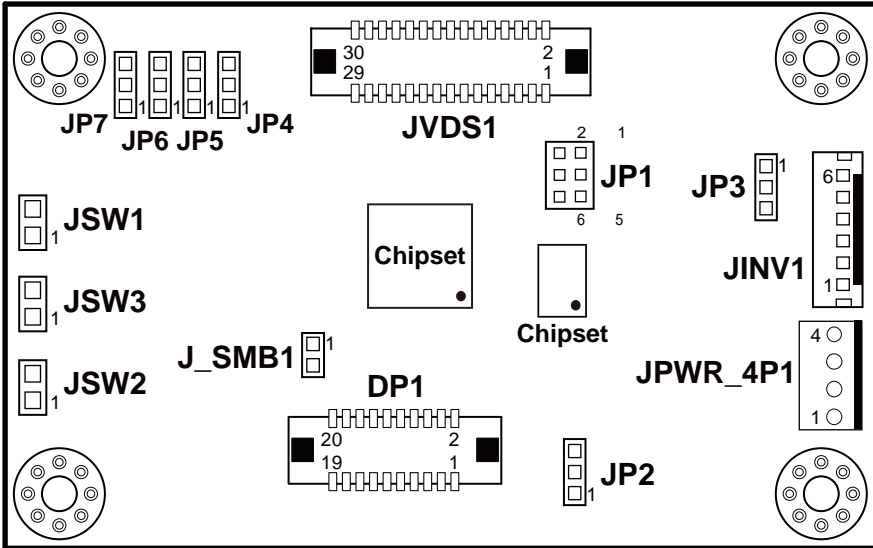 30 2
29 1
1 1 1 1
JP7 JP6 JP5 JP4
JVDS1
2 1
JP1
6 5
1
JP3
6
JINV1
1
JSW1
1
Chipset
JSW3
1
Chipset
J_SMB1
1
JSW2
1
DP1
20 2
19 1
4
JPWR_4P1
1
JP2
1